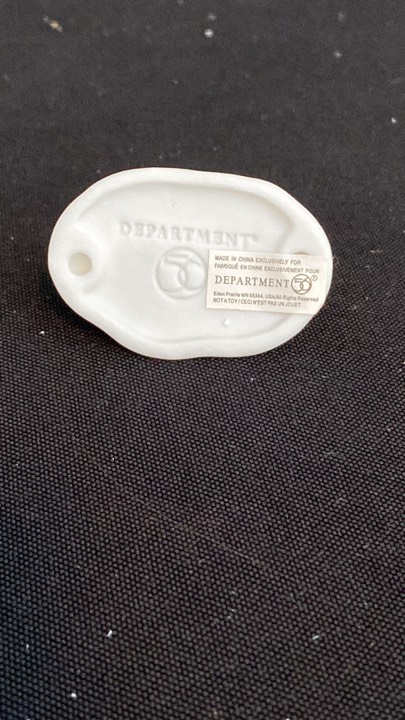 DEPARTMENT
56
MADE IN CHINA EXCLUSIVELY FOR
FABRIQUÉ EN CHINE EXCLUSIVEMENT POUR
DEPARTMENT 56®
Eden Prairie MN 55344, USA/All Rights Reserved
NOT A TOY / CECI N'EST PAS UN JOUET